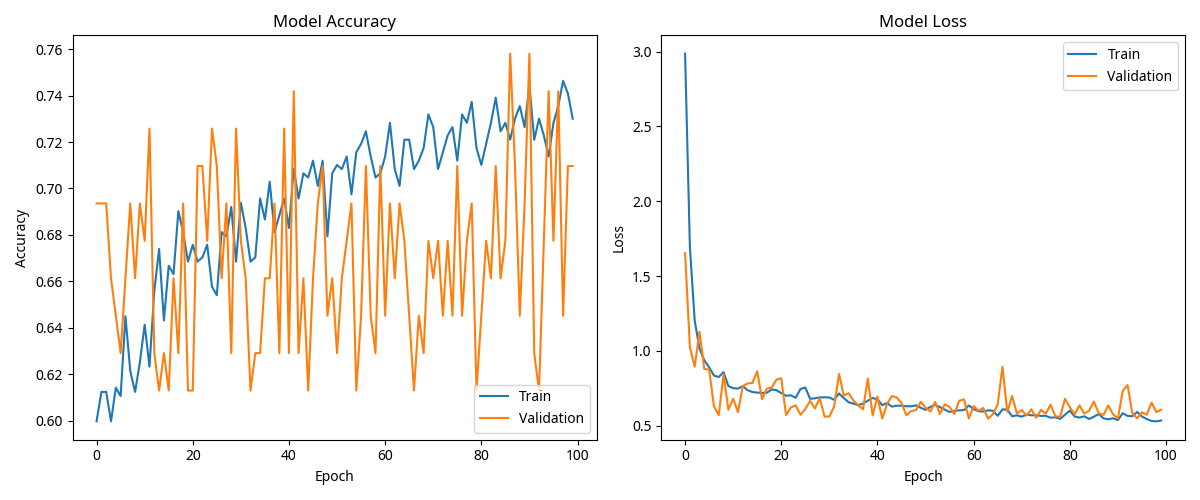 Model Accuracy
0.76
0.74
0.72
0.70
0.68
0.66
0.64
0.62
0.60
Accuracy
0
20
40
60
80
100
Epoch
Train
Validation
Model Loss
3.0
2.5
2.0
1.5
1.0
0.5
Loss
0
20
40
60
80
100
Epoch
Train
Validation